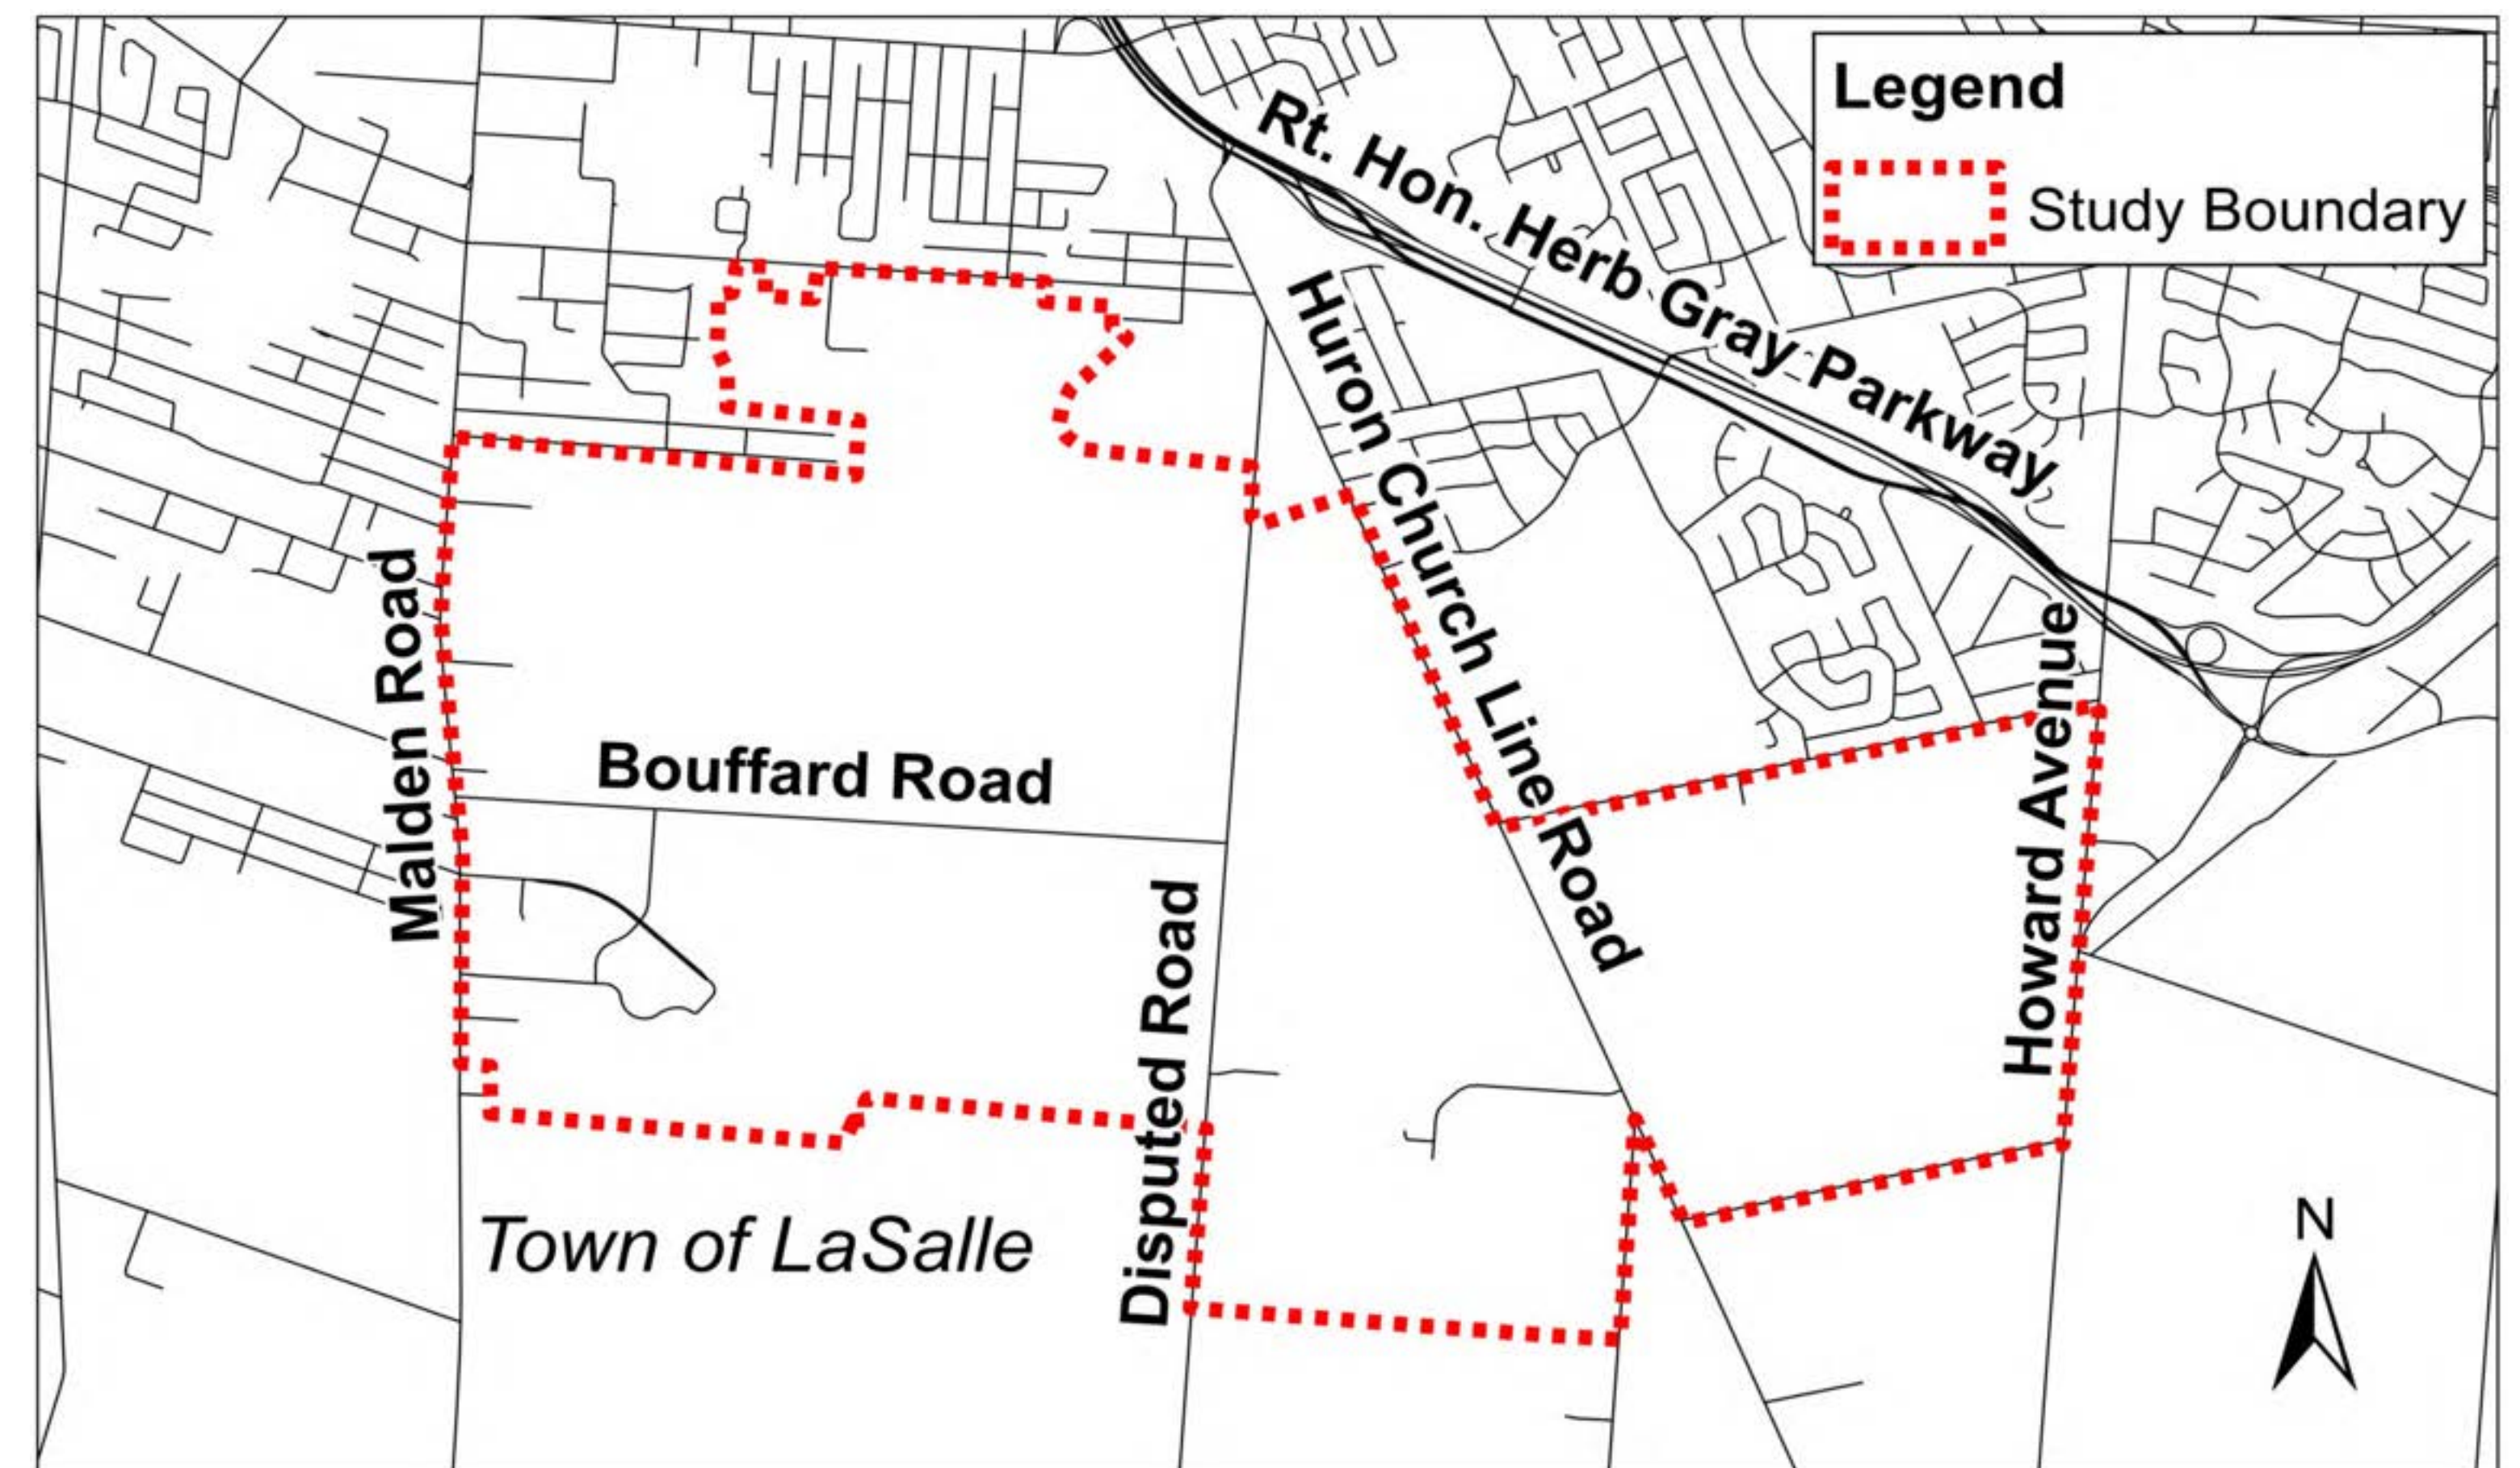 Legend
Study Boundary
Rt. Hon. Herb Gray Parkway
Huron Church Line Road
Malden Road
Bouffard Road
Howard Avenue
Disputed Road
Town of LaSalle
N